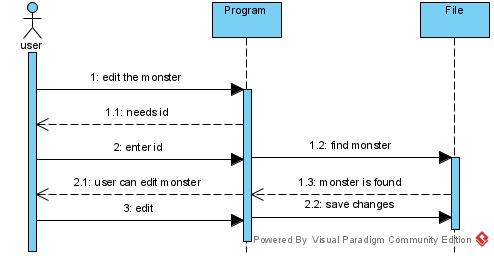 Program
File
user
1: edit the monster
1.1: needs id
2: enter id
1.2: find monster
2.1: user can edit monster
1.3: monster is found
3: edit
2.2: save changes
Powered By Visual Paradigm Community Edition